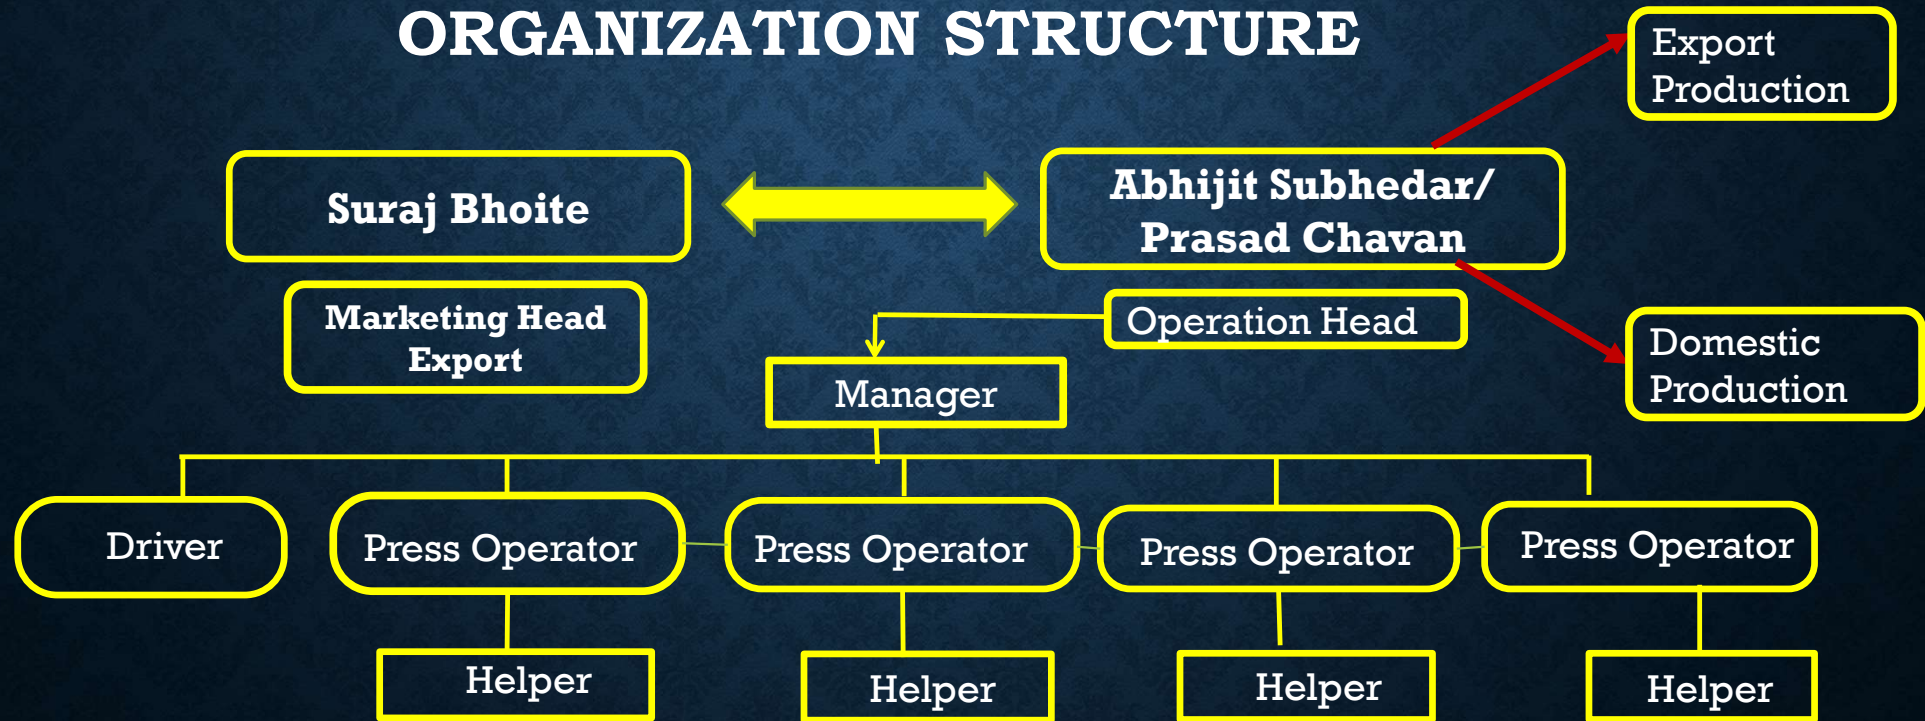 ORGANIZATION STRUCTURE
Export
Production
Suraj Bhoite
Abhijit Subhedar/
Prasad Chavan
Marketing Head
Export
Operation Head
Domestic
Production
Manager
Driver
Press Operator
Press Operator
Press Operator
Press Operator
Helper
Helper
Helper
Helper